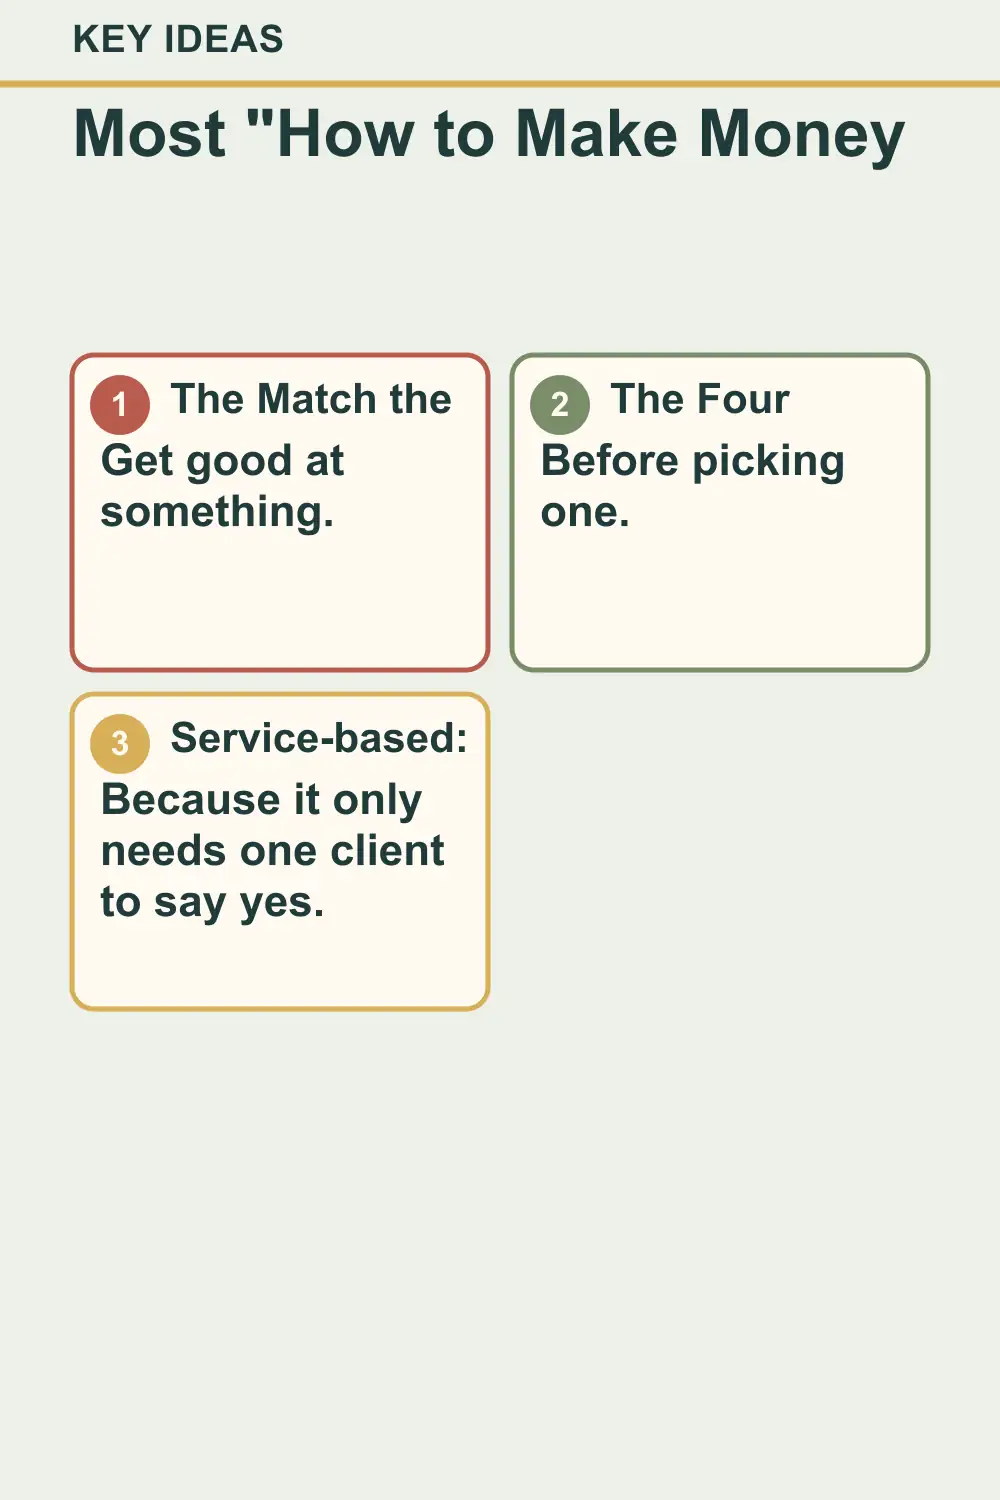 KEY IDEAS
Most "How to Make Money
1 The Match the
Get good at
something.
2 The Four
Before picking
one.
3 Service-based:
Because it only
needs one client
to say yes.